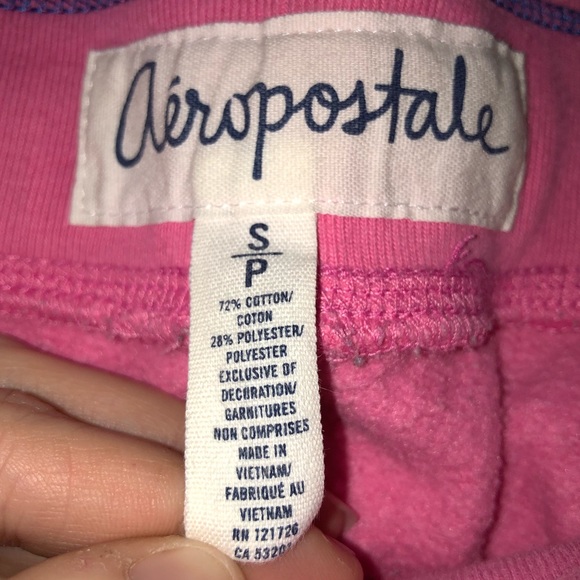 Aéropostale
S
P
72% COTTON/
COTON
28% POLYESTER/
POLYESTER
EXCLUSIVE OF
DECORATION/
GARNITURES
NON COMPRISES
MADE IN
VIETNAM/
FABRIQUÉ AU
VIETNAM
RN 121726
CA